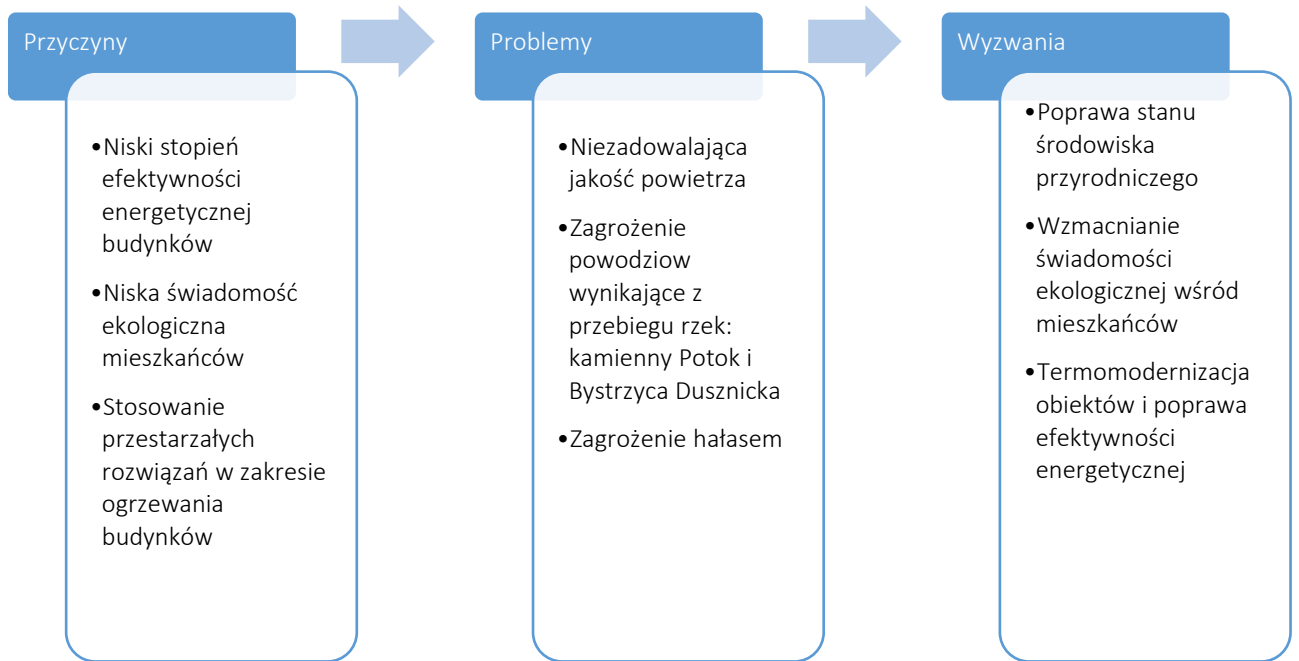 Przyczyny
•Niski stopień
efektywności
energetycznej
budynków
•Niska świadomość
ekologiczna
mieszkańców
•Stosowanie
przestarzałych
rozwiązań w zakresie
ogrzewania
budynków
Problemy
•Niezadowalająca
jakość powietrza
•Zagrożenie
powodziow
wynikające z
przebiegu rzek:
kamienny Potok i
Bystrzyca Dusznicka
•Zagrożenie hałasem
Wyzwania
•Poprawa stanu
środowiska
przyrodniczego
•Wzmacnianie
świadomości
ekologicznej wśród
mieszkańców
•Termomodernizacja
obiektów i poprawa
efektywności
energetycznej